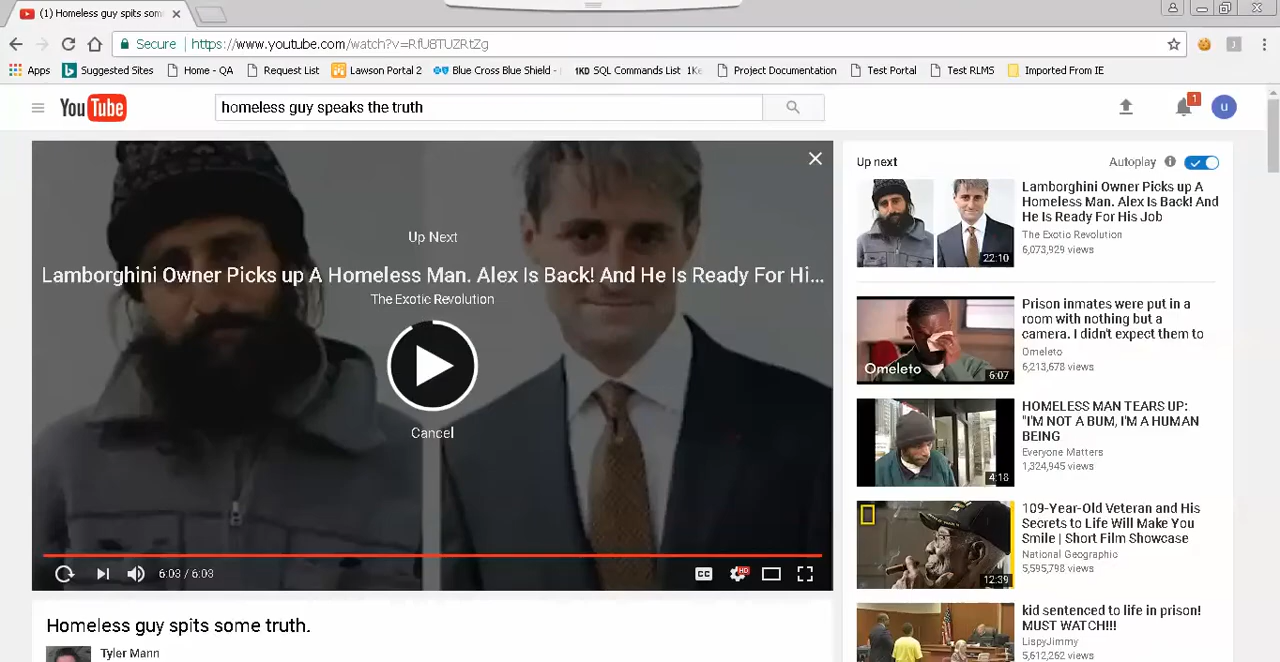 (1) Homeless guy spits som
Secure | https://www.youtube.com/watch?v=RfU8TUZRtZg
Apps Suggested Sites Home - QA Request List Lawson Portal 2 Blue Cross Blue Shield - 1KD SQL Commands List 1Ke Project Documentation Test Portal Test RLMS Imported From IE
YouTube homeless guy speaks the truth 1 u
Up Next
Lamborghini Owner Picks up A Homeless Man. Alex Is Back! And He Is Ready For Hi...
The Exotic Revolution
Cancel
6:03 / 6:03 CC HD
Homeless guy spits some truth.
Tyler Mann
Up next Autoplay
Lamborghini Owner Picks up A
Homeless Man. Alex Is Back! And
He Is Ready For His Job
The Exotic Revolution
6,073,929 views
22:10
Prison inmates were put in a
room with nothing but a
camera. I didn't expect them to
Omeleto
6,213,678 views
Omeleto 6:07
HOMELESS MAN TEARS UP:
"I'M NOT A BUM, I'M A HUMAN
BEING
Everyone Matters
1,324,945 views
4:18
109-Year-Old Veteran and His
Secrets to Life Will Make You
Smile | Short Film Showcase
National Geographic
5,595,798 views
12:39
kid sentenced to life in prison!
MUST WATCH!!!
LispyJimmy
5,612,262 views